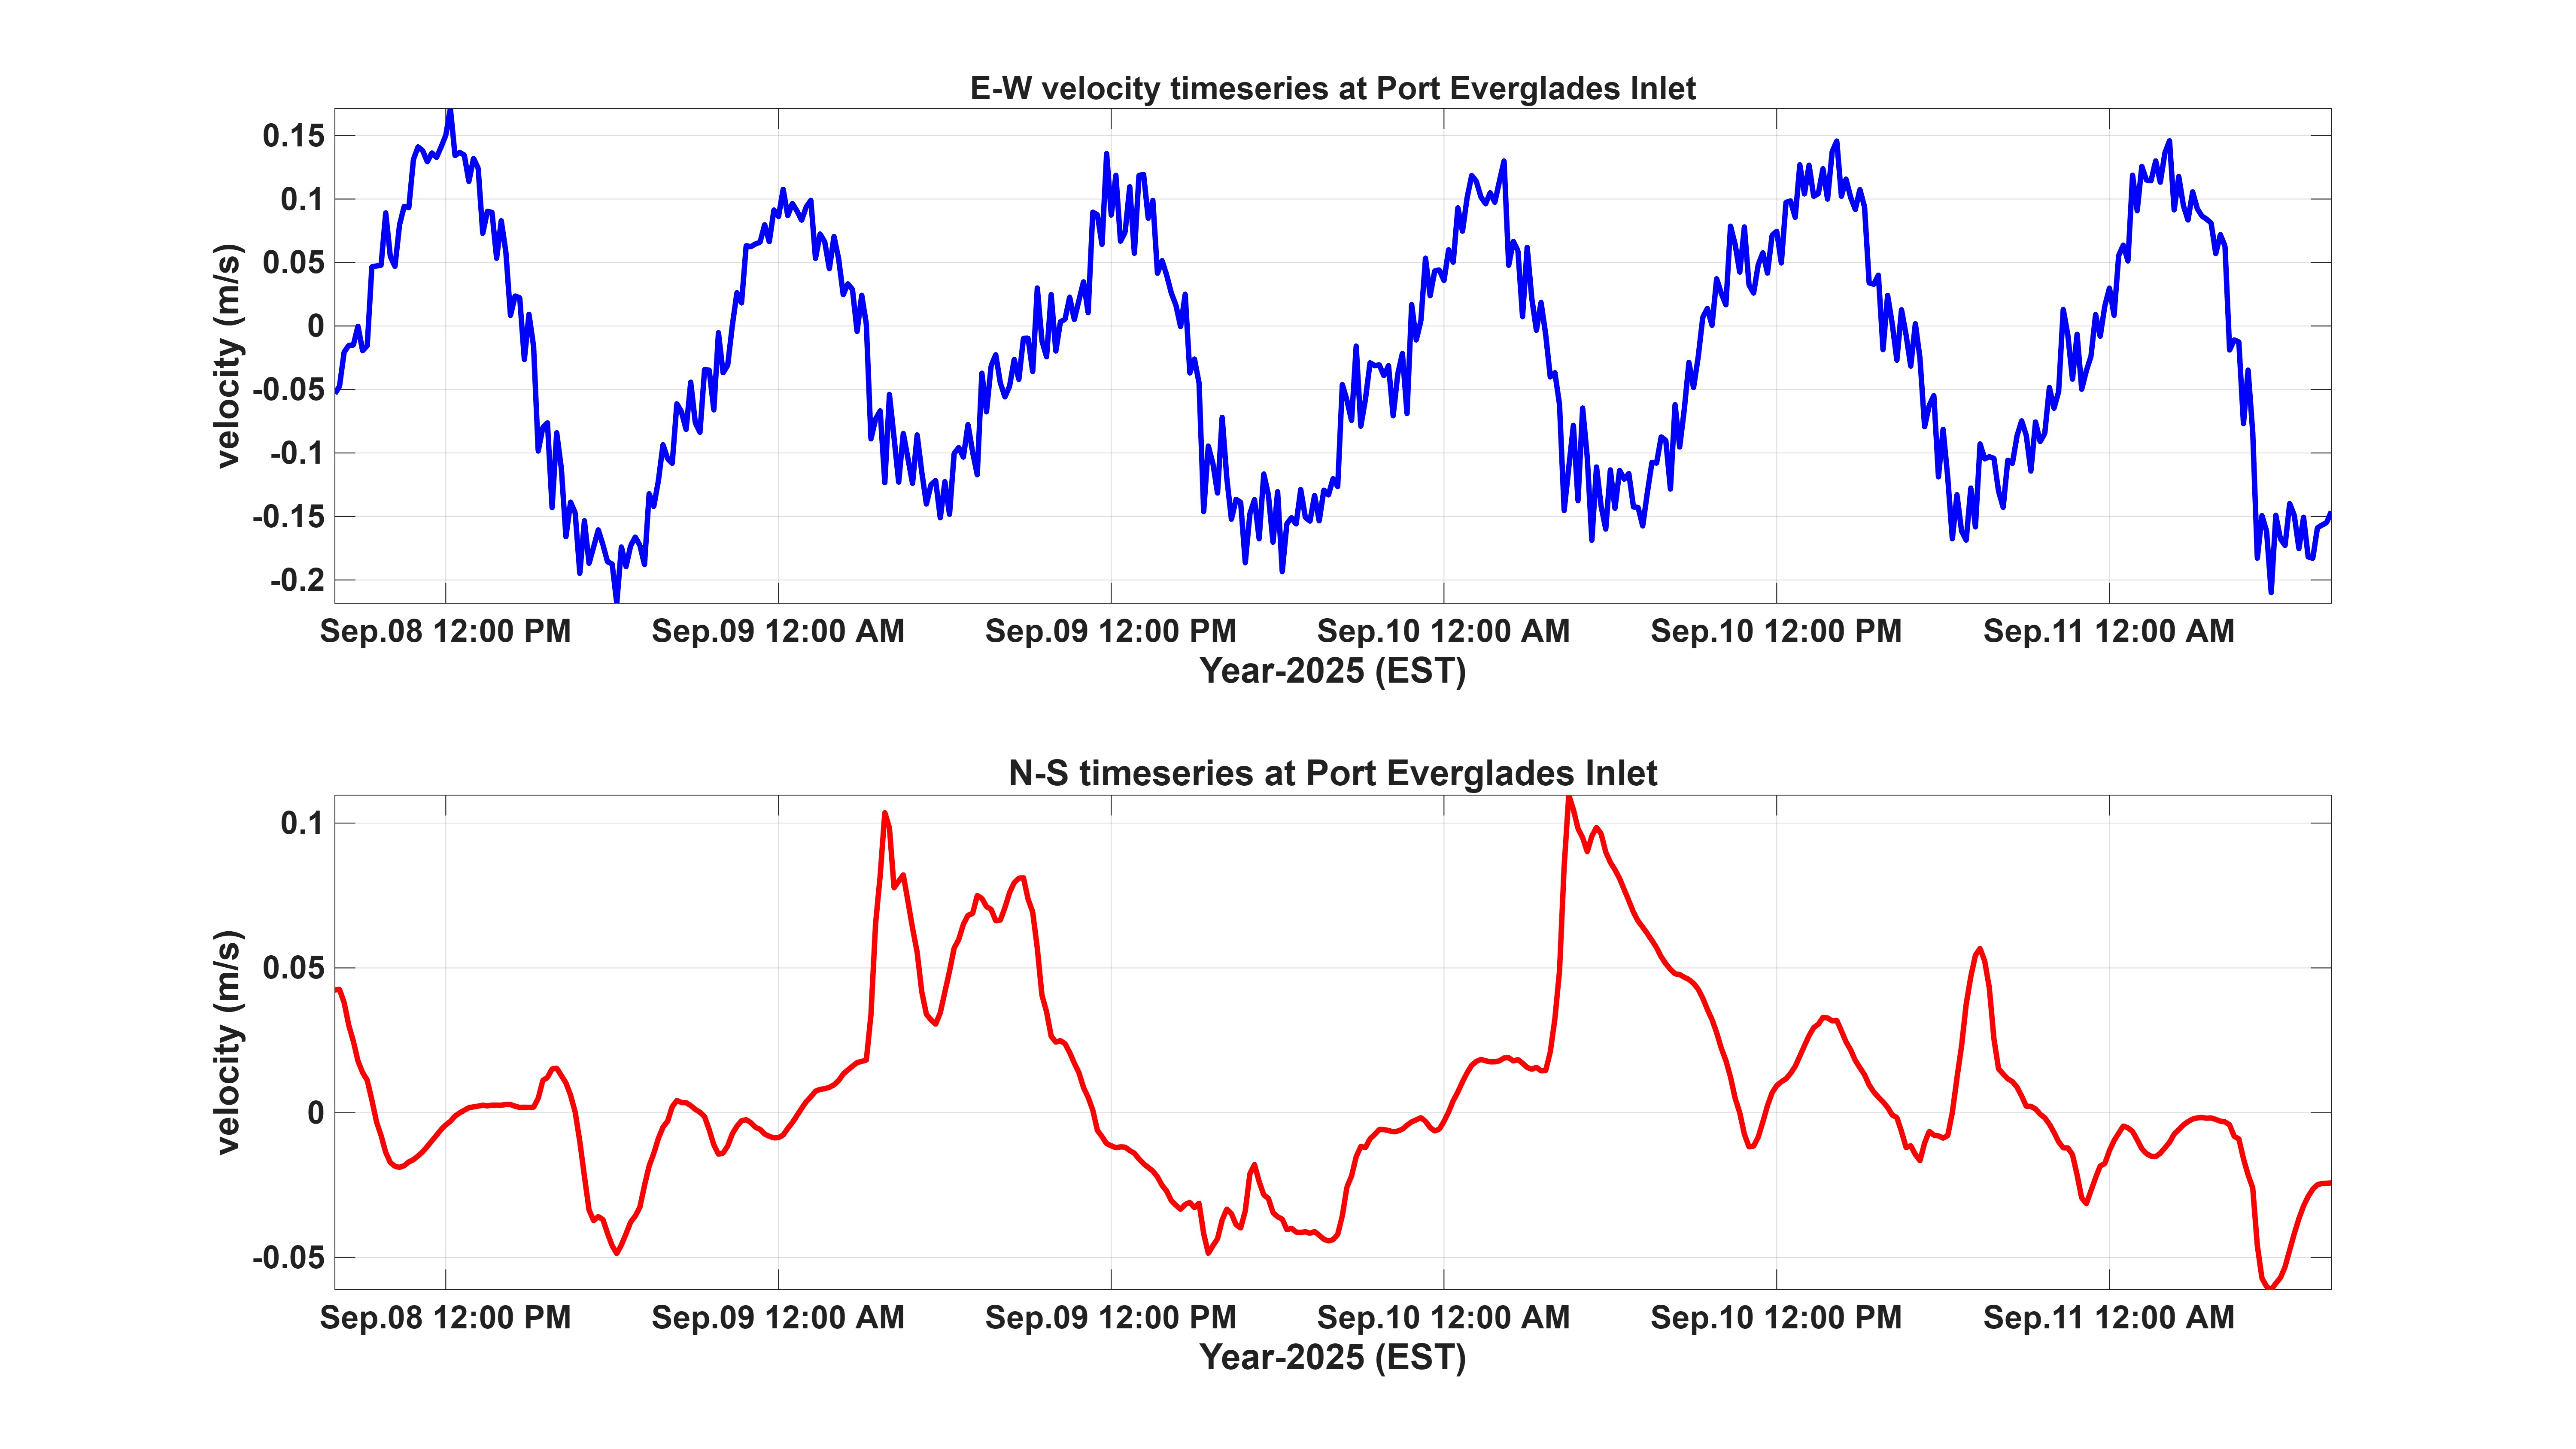 E-W velocity timeseries at Port Everglades Inlet
velocity (m/s)
0.15
0.1
0.05
0
-0.05
-0.1
-0.15
-0.2
Sep.08 12:00 PM Sep.09 12:00 AM Sep.09 12:00 PM Sep.10 12:00 AM Sep.10 12:00 PM Sep.11 12:00 AM
Year-2025 (EST)
N-S timeseries at Port Everglades Inlet
velocity (m/s)
0.1
0.05
0
-0.05
Sep.08 12:00 PM Sep.09 12:00 AM Sep.09 12:00 PM Sep.10 12:00 AM Sep.10 12:00 PM Sep.11 12:00 AM
Year-2025 (EST)